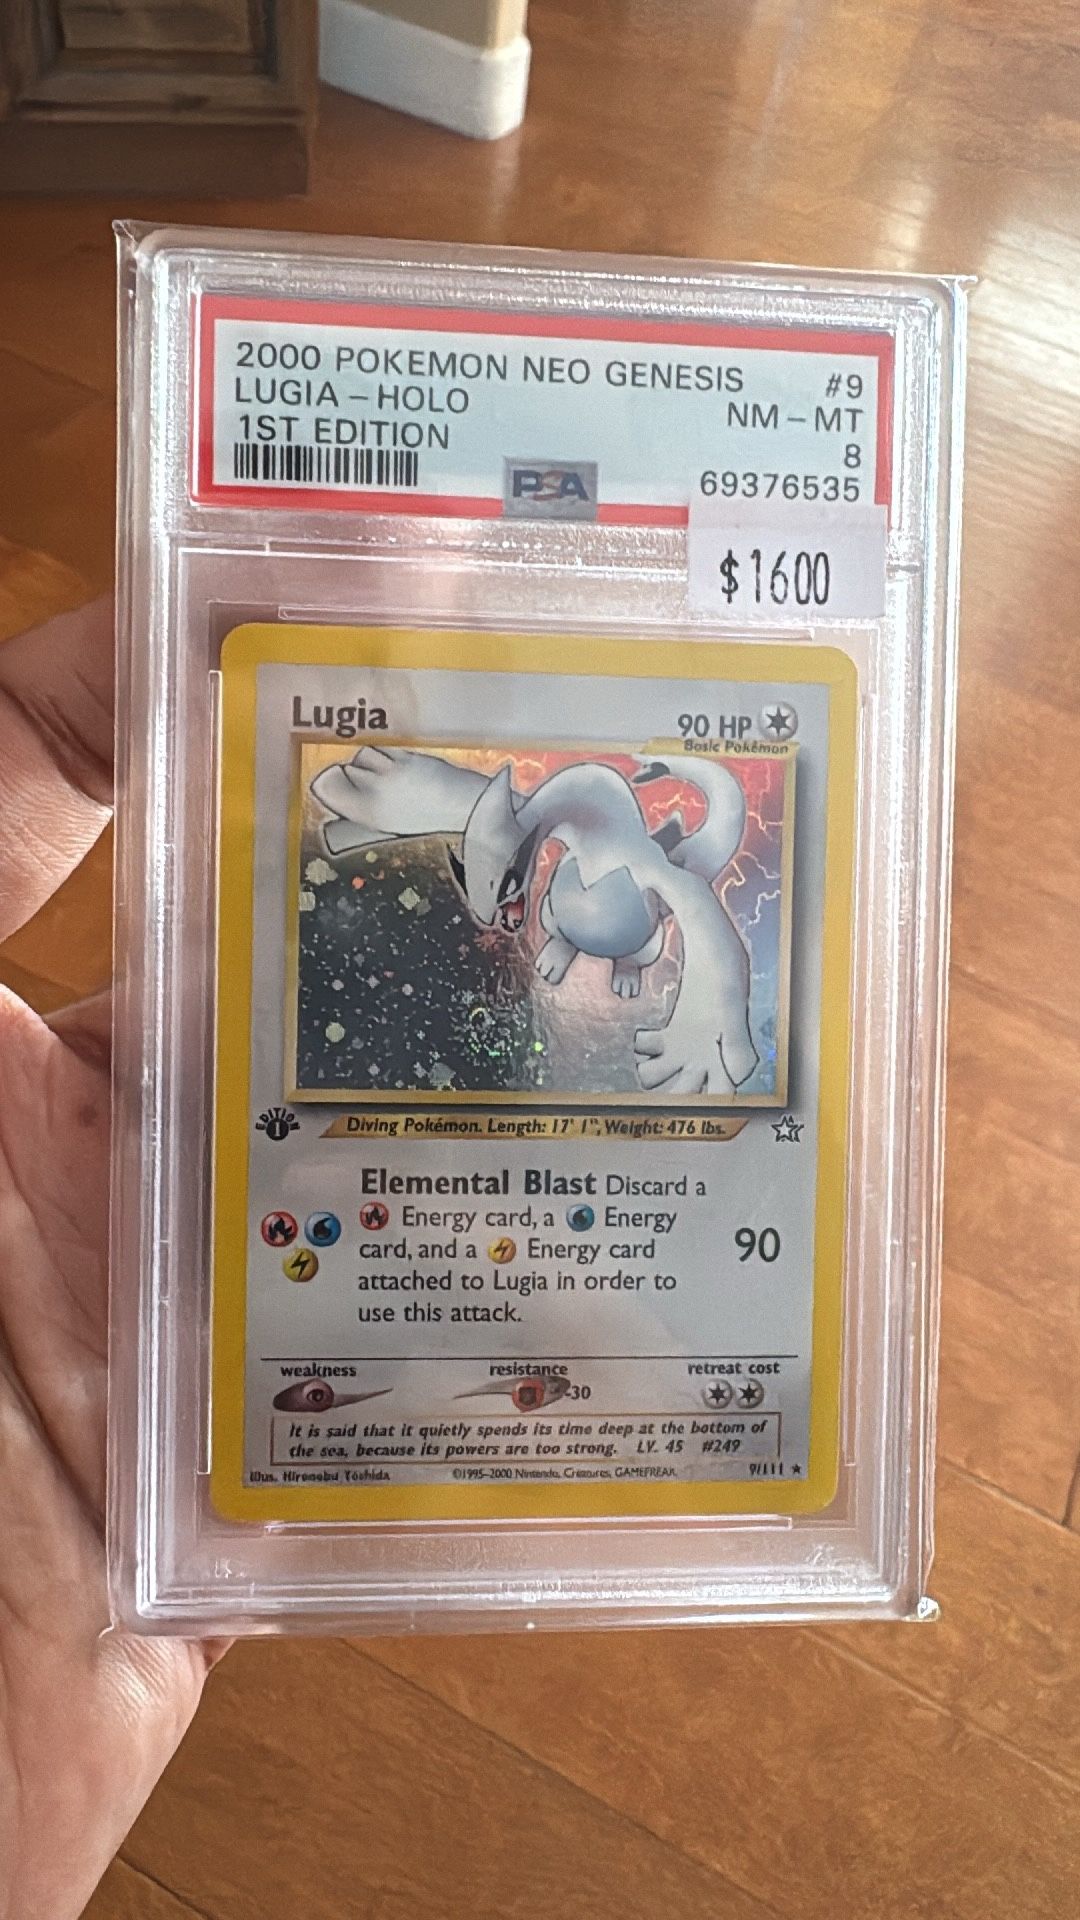 2000 POKEMON NEO GENESIS #9
LUGIA - HOLO NM - MT
1ST EDITION 8
PSA 69376535
$1600
Lugia 90 HP
Basic Pokémon
EDITION
1
Diving Pokémon. Length: 17' 1", Weight: 476 lbs.
Elemental Blast Discard a
Energy card, a Energy
card, and a Energy card
attached to Lugia in order to
use this attack.
90
weakness resistance retreat cost
-30
It is said that it quietly spends its time deep at the bottom of
the sea, because its powers are too strong. LV. 45 #249
Illus. Hironobu Yoshida ©1995-2000 Nintendo, Creatures, GAMEFREAK. 9/111 ★